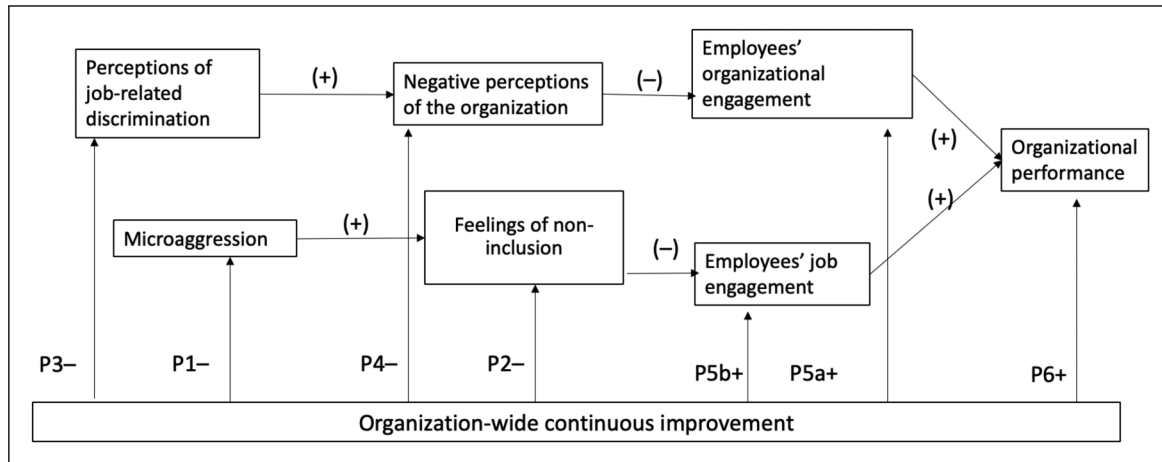 Perceptions of
job-related
discrimination
(+)
Negative perceptions
of the organization
(–)
Employees’
organizational
engagement
(+)
Organizational
performance
Microaggression
(+)
Feelings of non-
inclusion
(–)
Employees’ job
engagement
(+)
P3–
P1–
P4–
P2–
P5b+
P5a+
P6+
Organization-wide continuous improvement